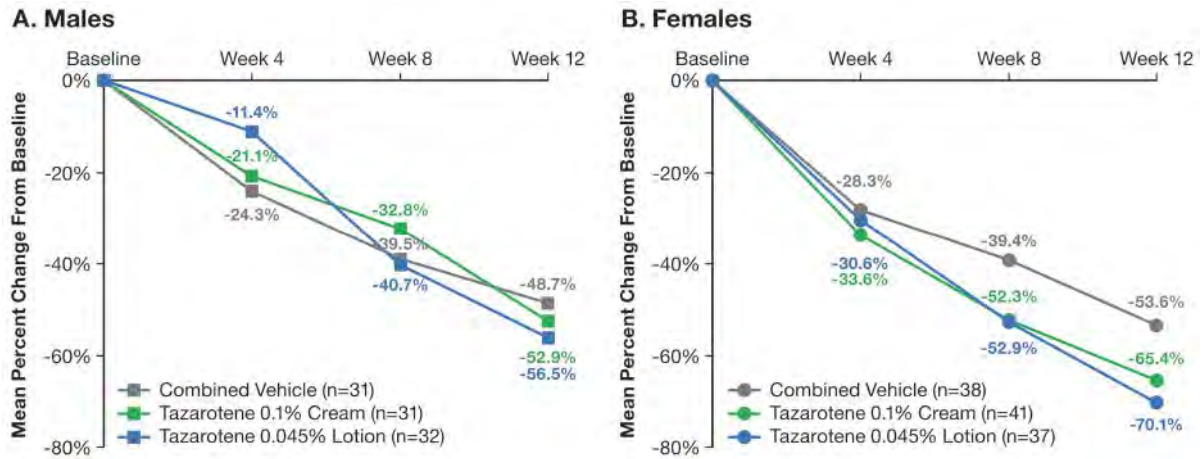 A. Males
Baseline Week 4 Week 8 Week 12
Mean Percent Change From Baseline
0%
-20%
-40%
-60%
-80%
-11.4%
-21.1%
-24.3%
-32.8%
-39.5%
-40.7%
-48.7%
-52.9%
-56.5%
Combined Vehicle (n=31)
Tazarotene 0.1% Cream (n=31)
Tazarotene 0.045% Lotion (n=32)
B. Females
Baseline Week 4 Week 8 Week 12
Mean Percent Change From Baseline
0%
-20%
-40%
-60%
-80%
-28.3%
-30.6%
-33.6%
-39.4%
-52.3%
-52.9%
-53.6%
-65.4%
-70.1%
Combined Vehicle (n=38)
Tazarotene 0.1% Cream (n=41)
Tazarotene 0.045% Lotion (n=37)